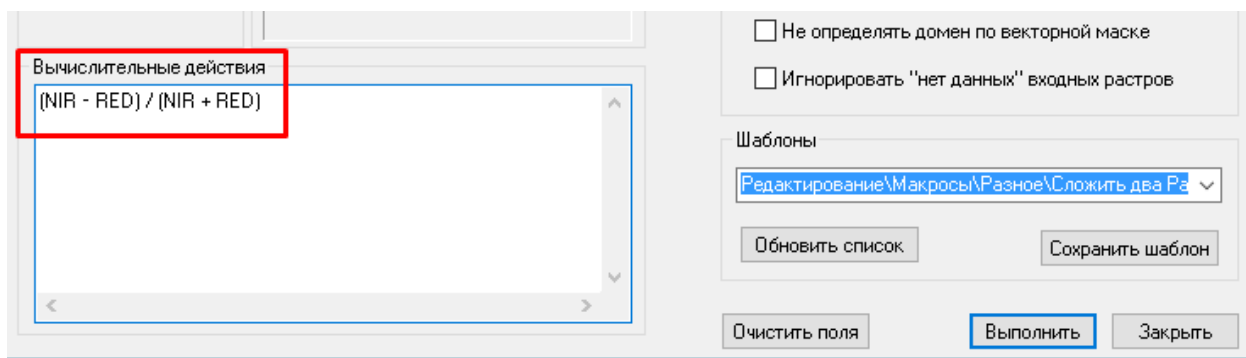 Не определять домен по векторной маске
Вычислительные действия
Игнорировать "нет данных" входных растров
(NIR - RED) / (NIR + RED)
Шаблоны
Редактирование\Макросы\Разное\Сложить два Ра
Обновить список
Сохранить шаблон
Очистить поля
Выполнить
Закрыть